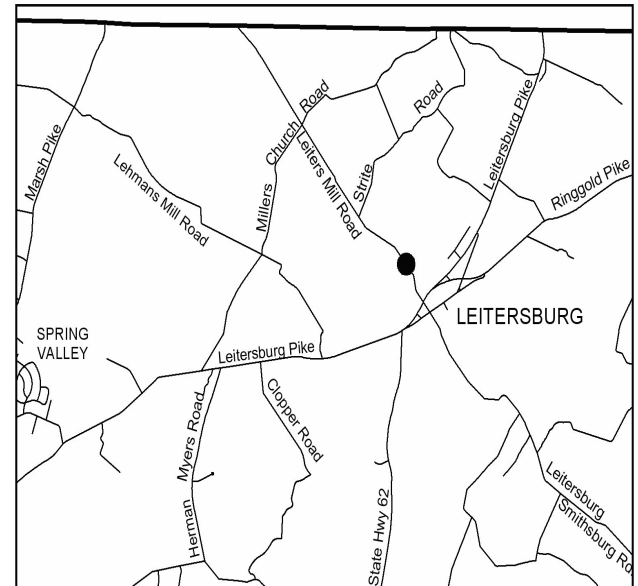 Millers Church Road
Leitersburg Pike
Strite Road
Marsh Pike
Leiters Mill Road
Lehmans Mill Road
Ringgold Pike
LEITERSBURG
SPRING
VALLEY
Leitersburg Pike
Clopper Road
Herman Myers Road
State Hwy 62
Leitersburg
Smithsburg Rd